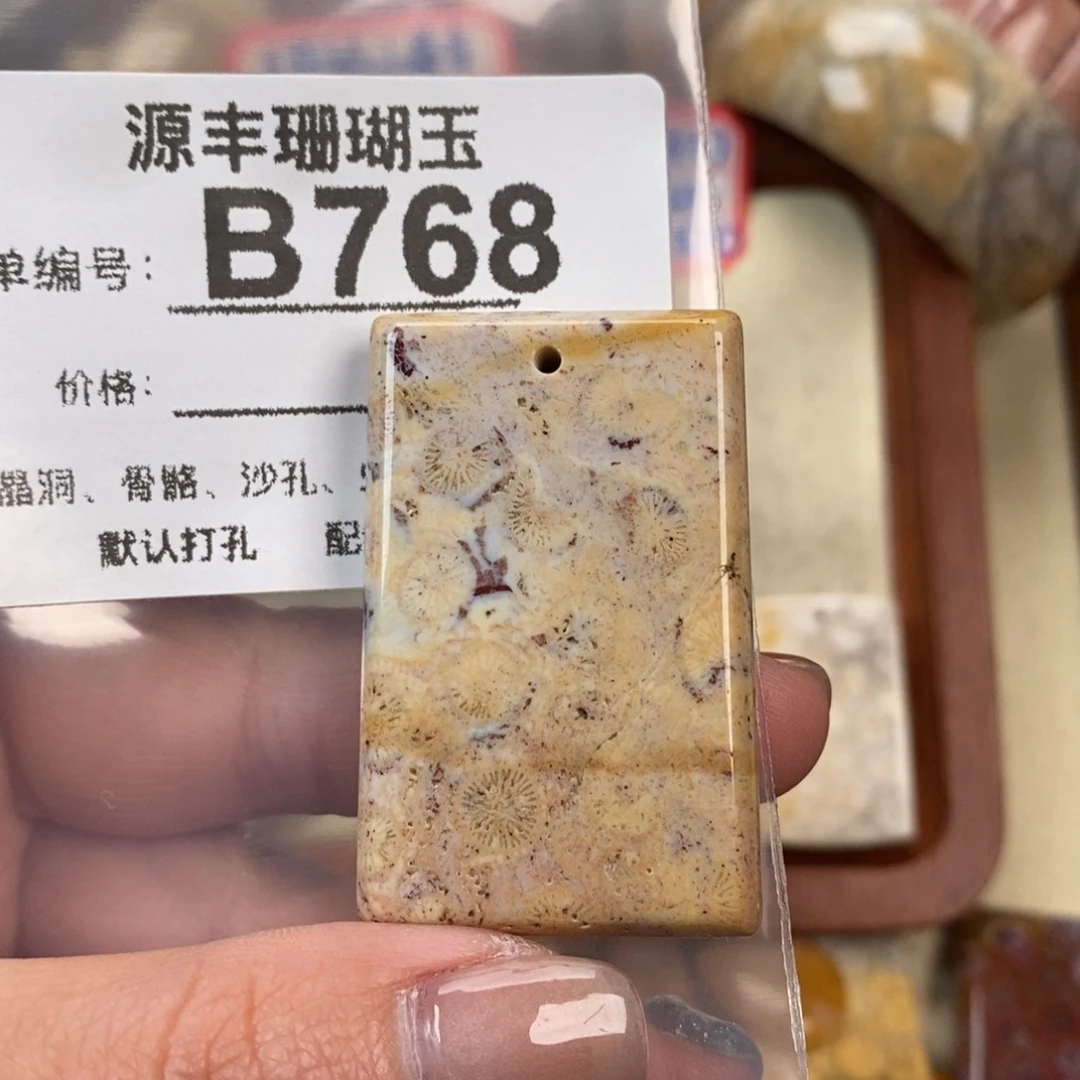 源丰珊瑚玉
单编号：B768
价格：
晶洞、骨骼、沙孔、
默认打孔 配